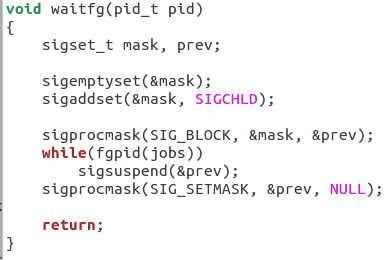 void waitfg(pid_t pid)
{
    sigset_t mask, prev;

    sigemptyset(&mask);
    sigaddset(&mask, SIGCHLD);

    sigprocmask(SIG_BLOCK, &mask, &prev);
    while(fgpid(jobs))
        sigsuspend(&prev);
    sigprocmask(SIG_SETMASK, &prev, NULL);

    return;
}